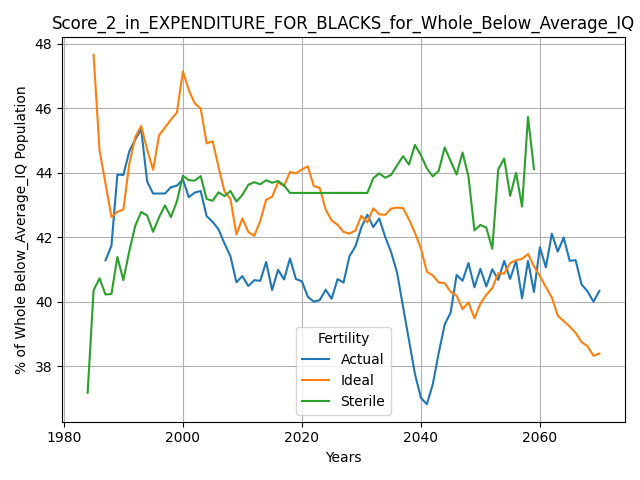 Score_2_in_EXPENDITURE_FOR_BLACKS_for_Whole_Below_Average_IQ
% of Whole Below_Average_IQ Population
48
46
44
42
40
38
1980
2000
2020
2040
2060
Years
Fertility
Actual
Ideal
Sterile